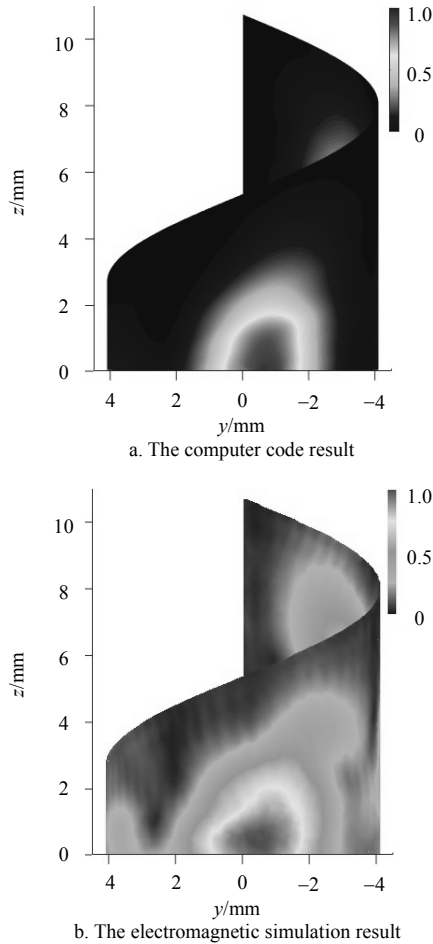 10
8
6
4
2
0
z/mm
1.0
0.5
0
4 2 0 −2 −4
y/mm
a. The computer code result
10
8
6
4
2
0
z/mm
1.0
0.5
0
4 2 0 −2 −4
y/mm
b. The electromagnetic simulation result